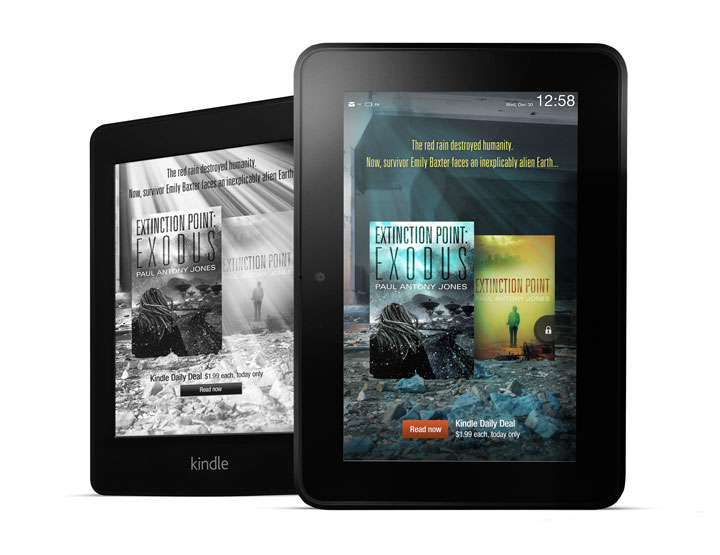 The red rain destroyed humanity.
Now, survivor Emily Baxter faces an inexplicably alien Earth
EXTINCTION POINT:
EXODUS
PAUL ANTONY JONES
EXTINCTION POINT
PAUL ANTONY JONES
Kindle Daily Deal $1.99 each, today only
Read now
kindle
Wed, Dec 30 12:58
The red rain destroyed humanity.
Now, survivor Emily Baxter faces an inexplicably alien Earth...
EXTINCTION POINT:
EXODUS
PAUL ANTONY JONES
EXTINCTION POINT
PAUL ANTONY JONES
Read now
Kindle Daily Deal
$1.99 each, today only